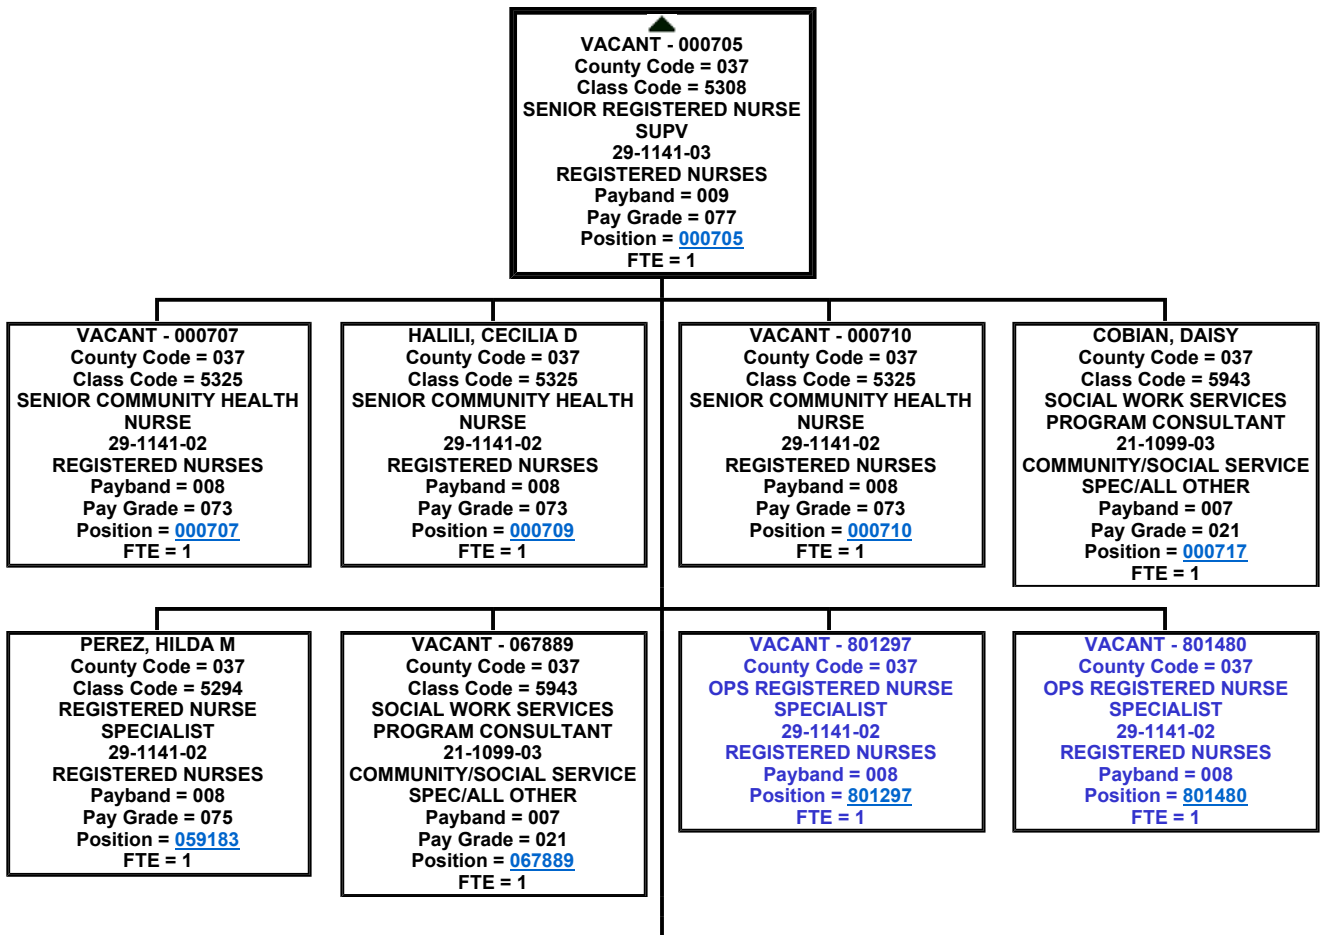 VACANT - 000705
County Code = 037
Class Code = 5308
SENIOR REGISTERED NURSE
SUPV
29-1141-03
REGISTERED NURSES
Payband = 009
Pay Grade = 077
Position = 000705
FTE = 1
VACANT - 000707
County Code = 037
Class Code = 5325
SENIOR COMMUNITY HEALTH
NURSE
29-1141-02
REGISTERED NURSES
Payband = 008
Pay Grade = 073
Position = 000707
FTE = 1
HALILI, CECILIA D
County Code = 037
Class Code = 5325
SENIOR COMMUNITY HEALTH
NURSE
29-1141-02
REGISTERED NURSES
Payband = 008
Pay Grade = 073
Position = 000709
FTE = 1
VACANT - 000710
County Code = 037
Class Code = 5325
SENIOR COMMUNITY HEALTH
NURSE
29-1141-02
REGISTERED NURSES
Payband = 008
Pay Grade = 073
Position = 000710
FTE = 1
COBIAN, DAISY
County Code = 037
Class Code = 5943
SOCIAL WORK SERVICES
PROGRAM CONSULTANT
21-1099-03
COMMUNITY/SOCIAL SERVICE
SPEC/ALL OTHER
Payband = 007
Pay Grade = 021
Position = 000717
FTE = 1
PEREZ, HILDA M
County Code = 037
Class Code = 5294
REGISTERED NURSE
SPECIALIST
29-1141-02
REGISTERED NURSES
Payband = 008
Pay Grade = 075
Position = 059183
FTE = 1
VACANT - 067889
County Code = 037
Class Code = 5943
SOCIAL WORK SERVICES
PROGRAM CONSULTANT
21-1099-03
COMMUNITY/SOCIAL SERVICE
SPEC/ALL OTHER
Payband = 007
Pay Grade = 021
Position = 067889
FTE = 1
VACANT - 801297
County Code = 037
OPS REGISTERED NURSE
SPECIALIST
29-1141-02
REGISTERED NURSES
Payband = 008
Position = 801297
FTE = 1
VACANT - 801480
County Code = 037
OPS REGISTERED NURSE
SPECIALIST
29-1141-02
REGISTERED NURSES
Payband = 008
Position = 801480
FTE = 1